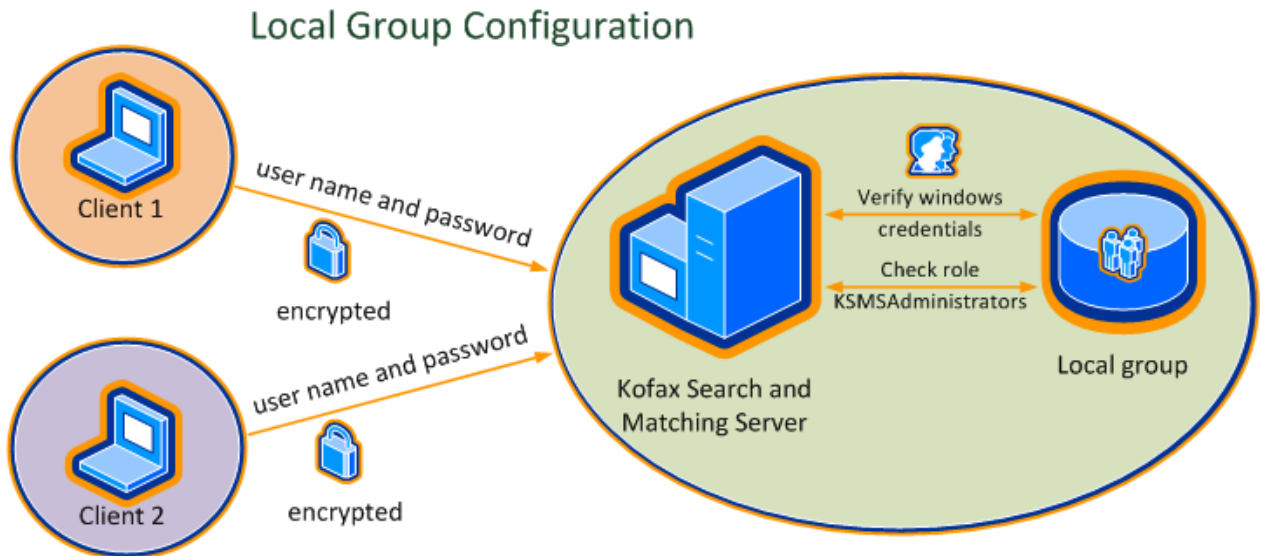 Local Group Configuration
Client 1
user name and password
encrypted
Client 2
user name and password
encrypted
Kofax Search and
Matching Server
Verify windows
credentials
Check role
KSMSAdministrators
Local group